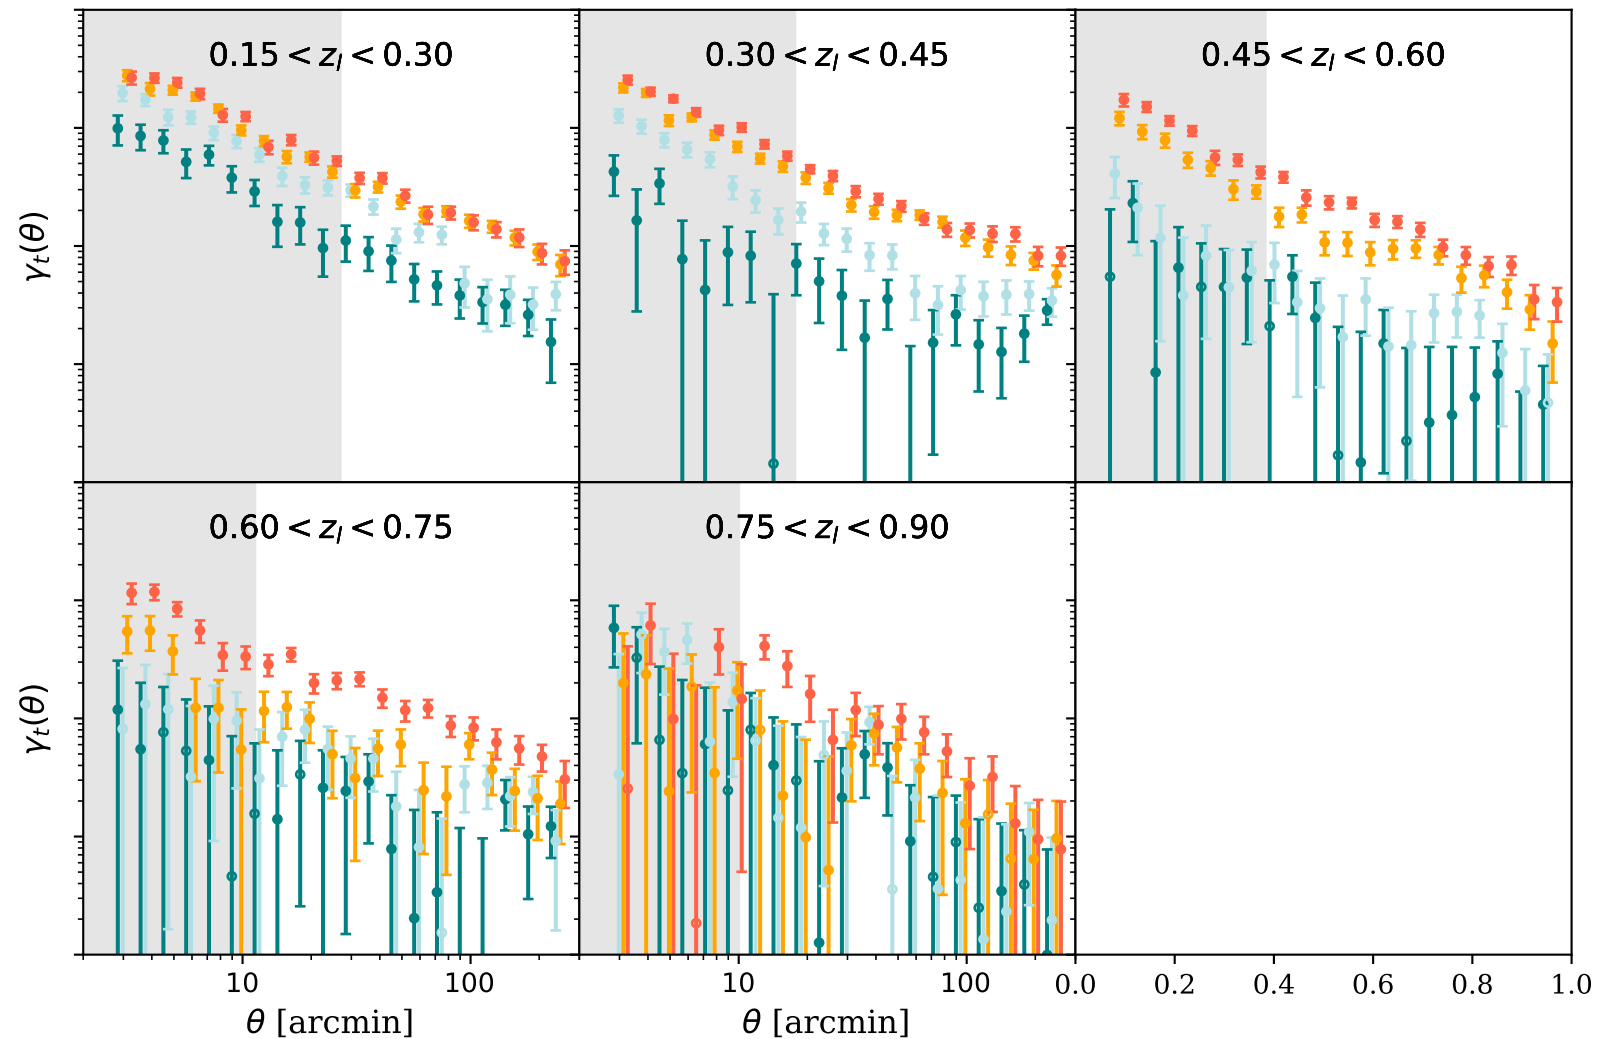 0.15 < z_l < 0.30
0.30 < z_l < 0.45
0.45 < z_l < 0.60
γ_t(θ)
0.60 < z_l < 0.75
0.75 < z_l < 0.90
γ_t(θ)
10 100 10 100 0.0 0.2 0.4 0.6 0.8 1.0
θ [arcmin] θ [arcmin]